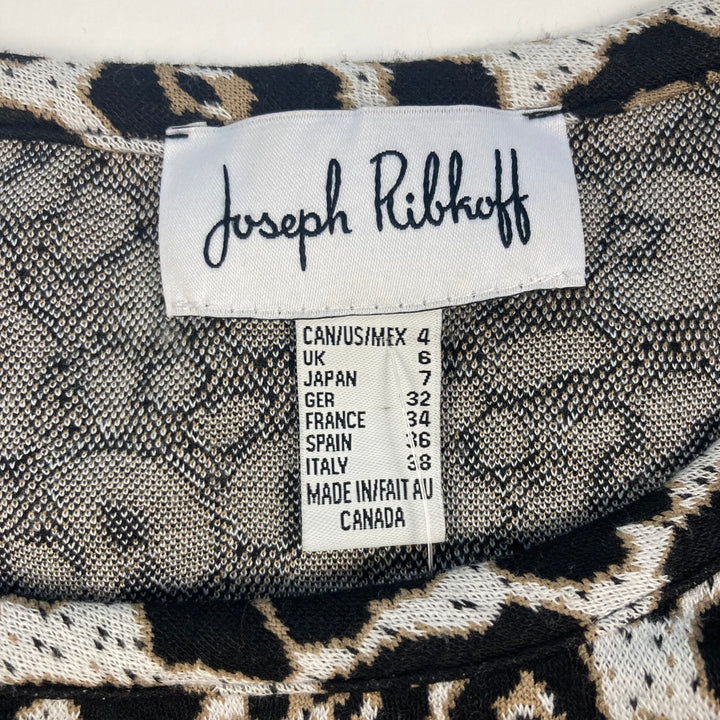 Joseph Ribkoff
CAN/US/MEX 4
UK 6
JAPAN 7
GER 32
FRANCE 34
SPAIN 36
ITALY 38
MADE IN/FAIT AU
CANADA